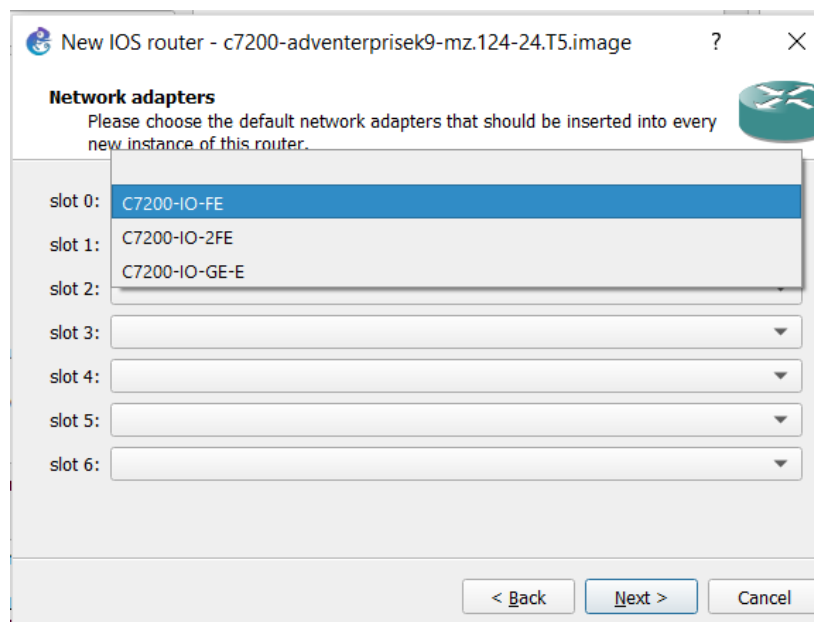 New IOS router - c7200-adventerprisek9-mz.124-24.T5.image ? ×
Network adapters
Please choose the default network adapters that should be inserted into every
new instance of this router.
slot 0: C7200-IO-FE
slot 1: C7200-IO-2FE
C7200-IO-GE-E
slot 2:
slot 3:
slot 4:
slot 5:
slot 6:
< Back Next > Cancel